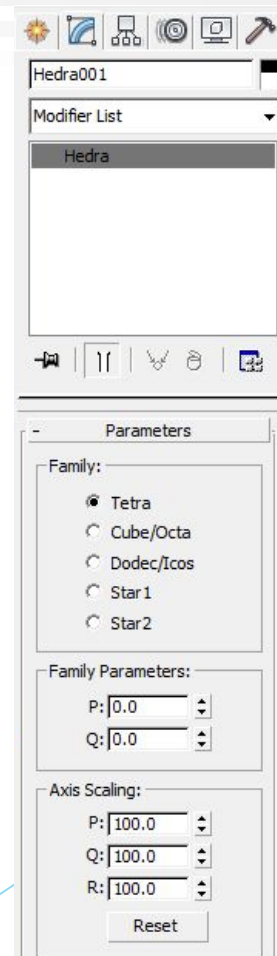 Hedra001
Modifier List
Hedra
- Parameters
Family:
Tetra
Cube/Octa
Dodec/Icos
Star1
Star2
Family Parameters:
P: 0.0
Q: 0.0
Axis Scaling:
P: 100.0
Q: 100.0
R: 100.0
Reset